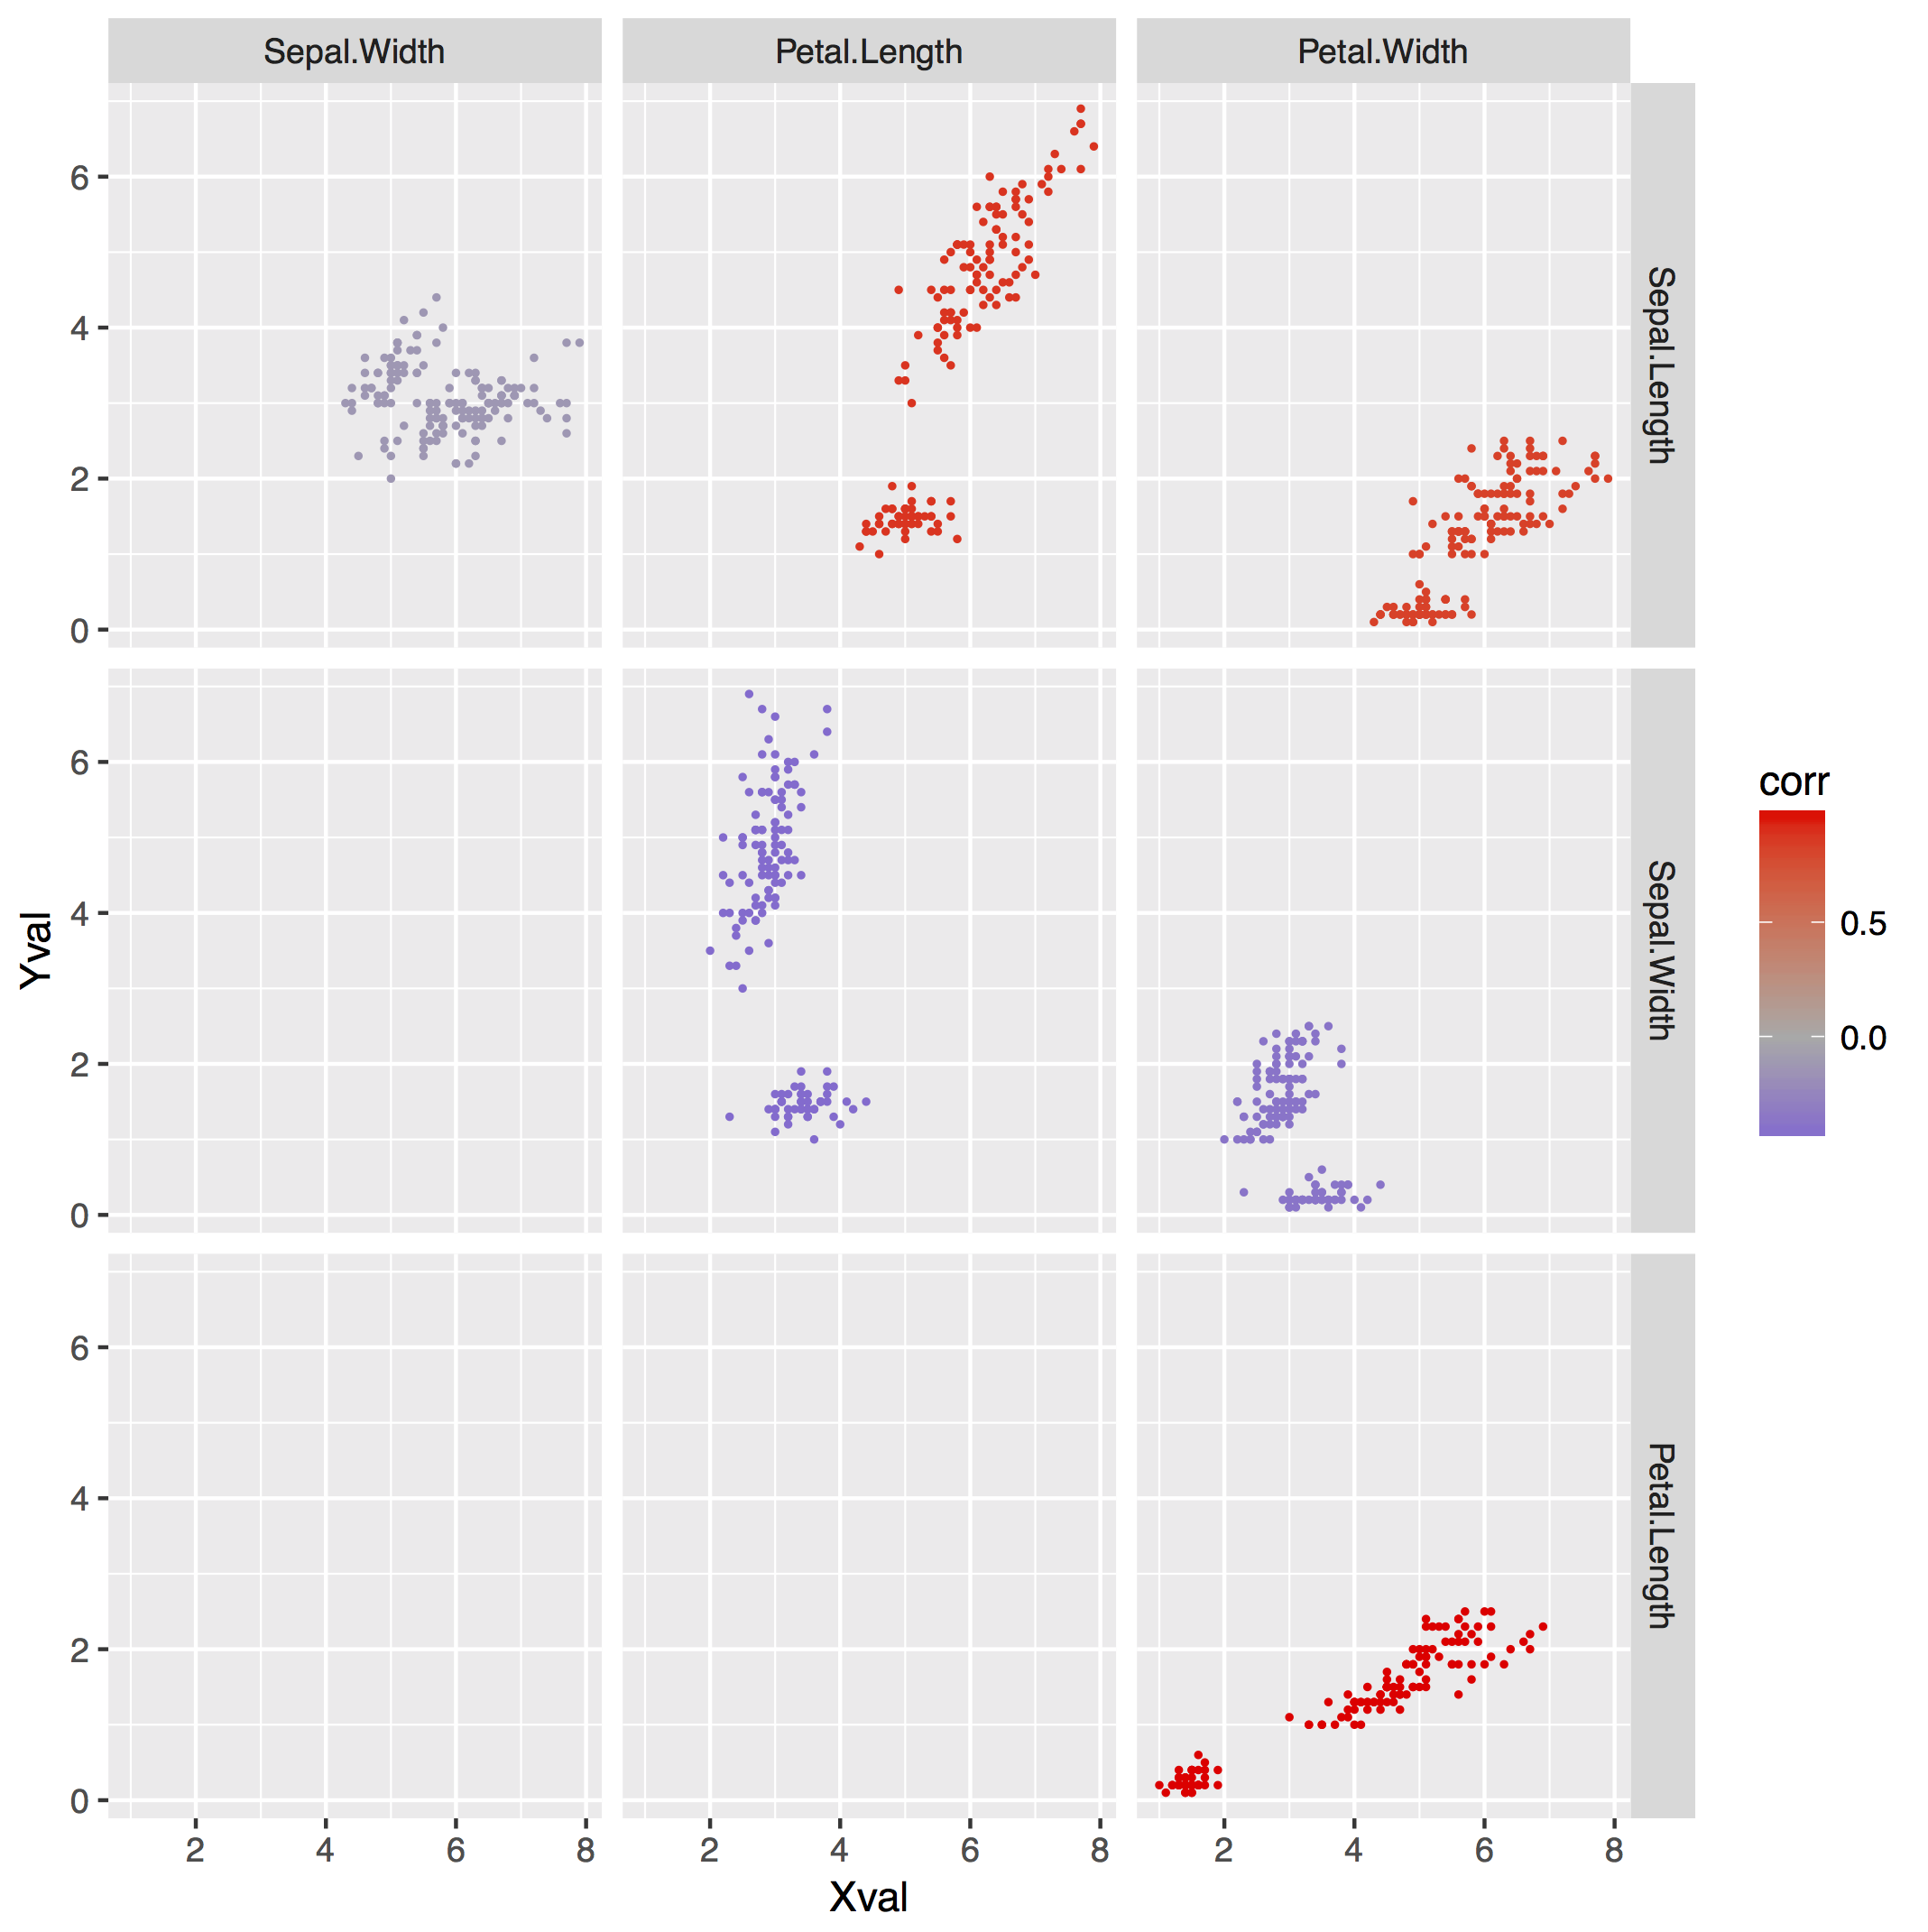 Sepal.Width Petal.Length Petal.Width
6
4
2
0
Sepal.Length
6
4
2
0
Sepal.Width
6
4
2
0
Petal.Length
2 4 6 8 2 4 6 8 2 4 6 8
Xval
Yval
corr
0.5
0.0